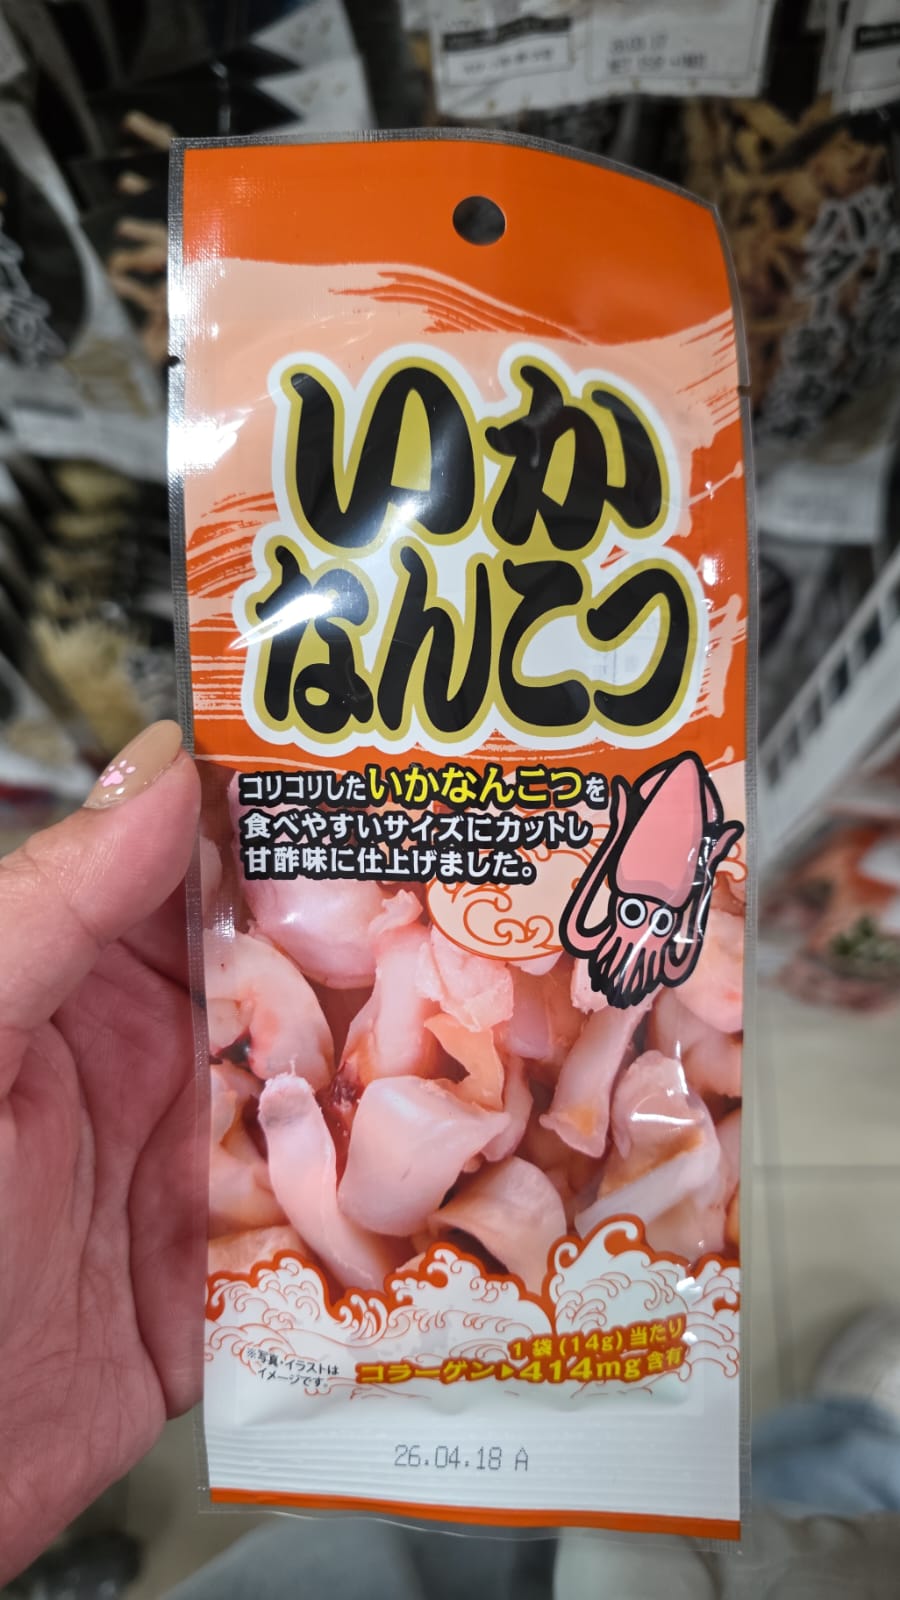 いか
なんこつ
ゴリゴリしたいかなんこつを
食べやすいサイズにカットし
甘酢味に仕上げました。
1袋(14g)当たり
コラーゲン▶414mg含有
※写真・イラストは
イメージです。
26.04.18 A